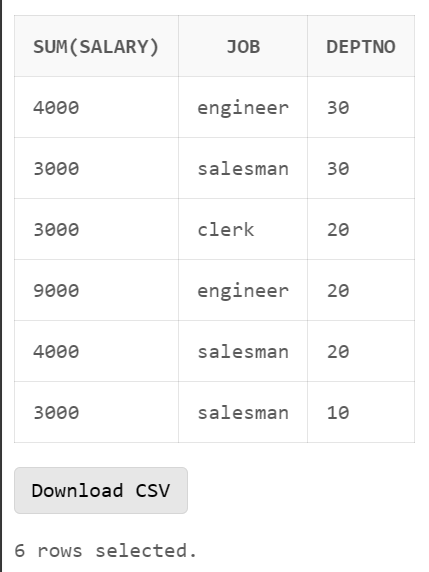 SUM(SALARY) JOB DEPTNO
4000 engineer 30
3000 salesman 30
3000 clerk 20
9000 engineer 20
4000 salesman 20
3000 salesman 10
Download CSV
6 rows selected.